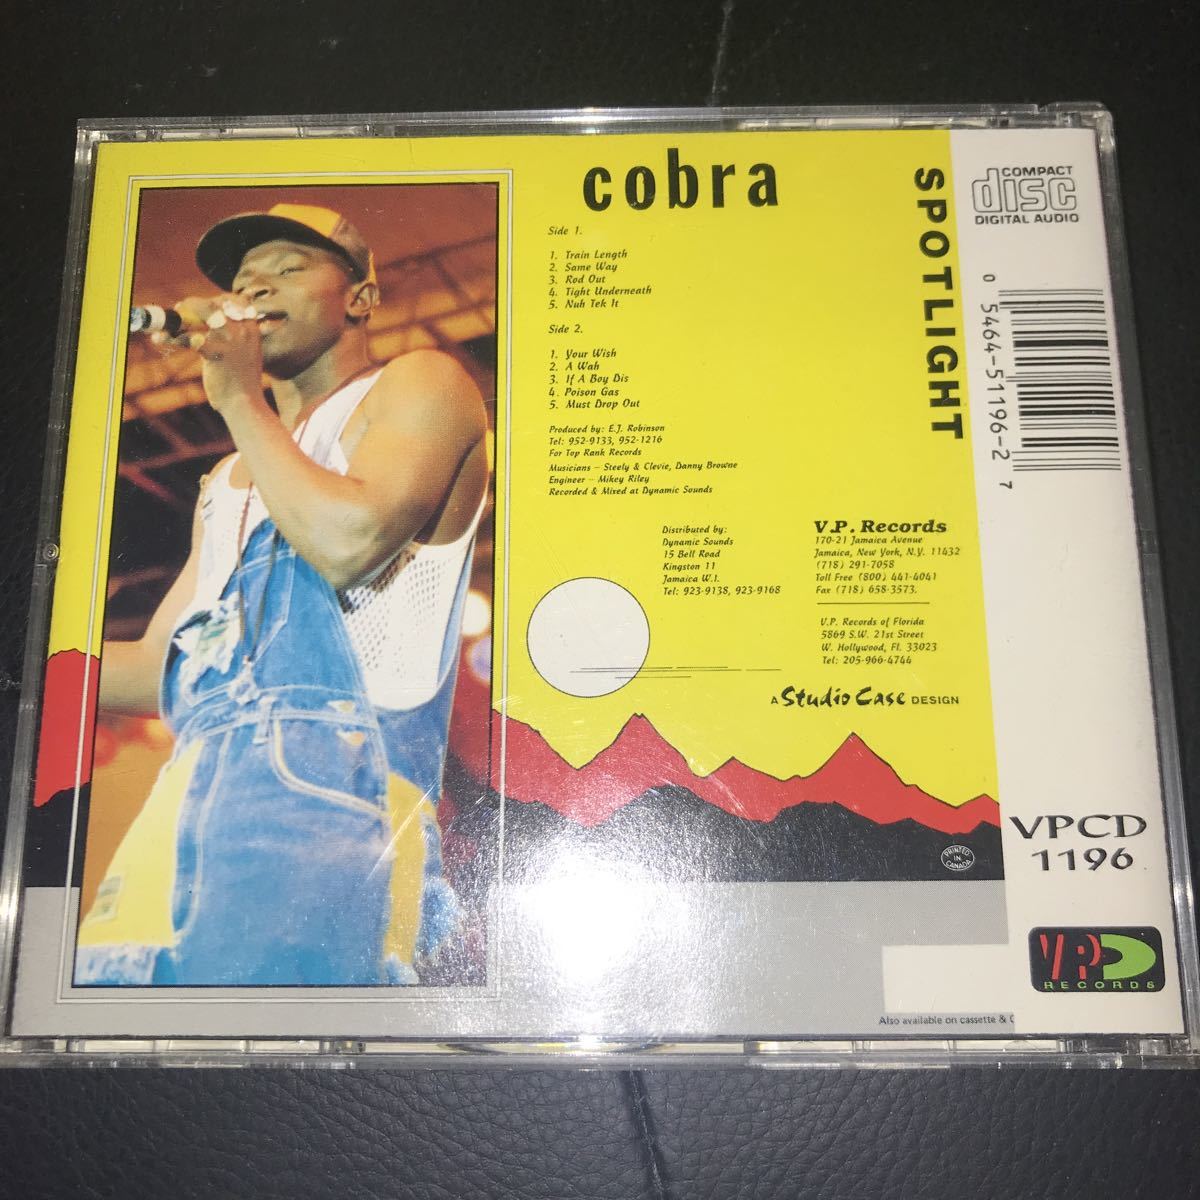 cobra
Side 1.
1. Train Length
2. Same Way
3. Rod Out
4. Tight Underneath
5. Nuh Tek It
Side 2.
1. Your Wish
2. A Wah
3. If A Boy Dis
4. Poison Gas
5. Must Drop Out
Produced by: E.J. Robinson
Tel: 952-9133, 952-1216
For Top Rank Records
Musicians – Steely & Clevie, Danny Browne
Engineer – Mikey Riley
Recorded & Mixed at Dynamic Sounds
Distributed by:
Dynamic Sounds
15 Bell Road
Kingston 11
Jamaica W.I.
Tel: 923-9138, 923-9168
V.P. Records
170-21 Jamaica Avenue
Jamaica, New York, N.Y. 11432
(718) 291-7058
Toll Free (800) 441-4041
Fax (718) 658-3573.
V.P. Records of Florida
5869 S.W. 21st Street
W. Hollywood, Fl. 33023
Tel: 205-966-4744
A Studio Case DESIGN
PRINTED
IN
CANADA
Also available on cassette &
SPOTLIGHT
COMPACT
disc
DIGITAL AUDIO
0 5464-51196-2 7
VPCD
1196
VP
RECORDS